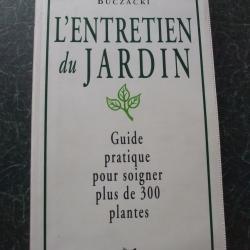 BUCZACKI
L'ENTRETIEN
du JARDIN
Guide
pratique
pour soigner
plus de 300
plantes